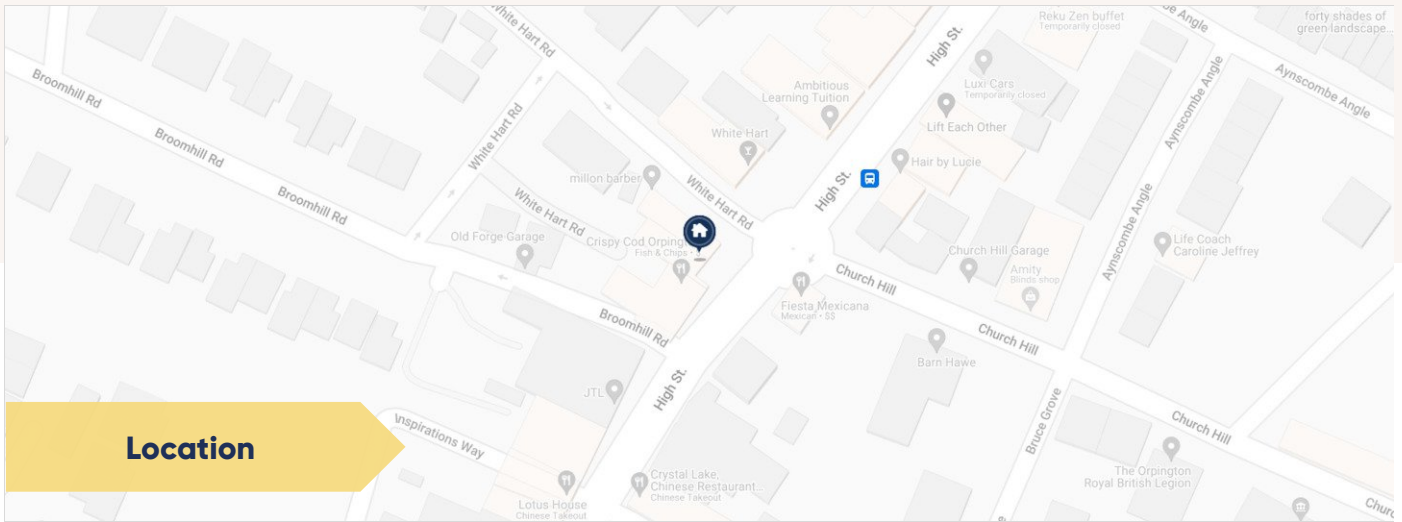 White Hart Rd
High St.
Reku Zen buffet
Temporarily closed
Angle
forty shades of
green landscape...
Broomhill Rd
Luxi Cars
Temporarily closed
Aynscombe Angle
Aynscombe Angle
Ambitious
Learning Tuition
White Hart Rd
Lift Each Other
Broomhill Rd
White Hart
Hair by Lucie
millon barber
White Hart Rd
High St.
Broomhill Rd
White Hart Rd
Aynscombe Angle
Old Forge Garage
Crispy Cod Orping
Fish & Chips •
Church Hill Garage
Life Coach
Caroline Jeffrey
Church Hill
Amity
Blinds shop
Fiesta Mexicana
Mexican • $$
Broomhill Rd
Church Hill
Barn Hawe
JTL
High St.
Bruce Grove
Church Hill
Location
Inspirations Way
Crystal Lake,
Chinese Restaurant...
Chinese Takeout
The Orpington
Royal British Legion
Lotus House
Chinese Takeout